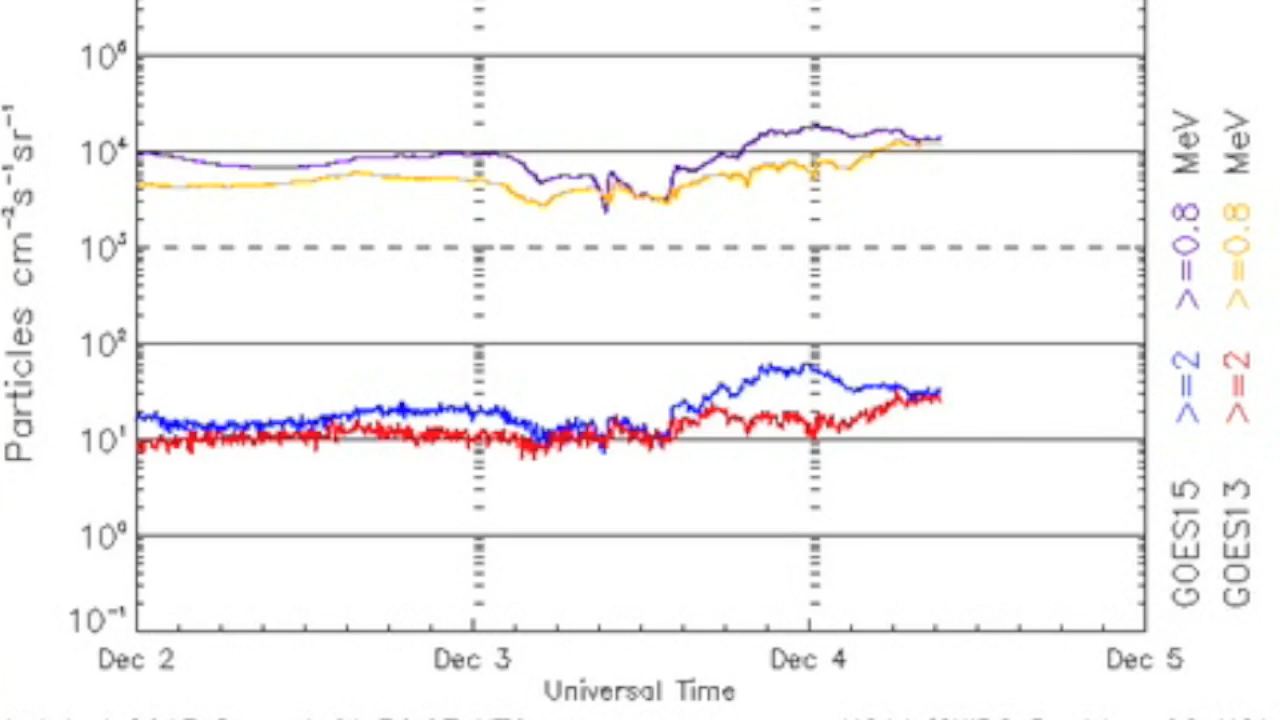 Particles cm⁻²s⁻¹sr⁻¹
10⁶
10⁴
10³
10²
10¹
10⁰
10⁻¹
Dec 2 Dec 3 Dec 4 Dec 5
Universal Time
GOES15 >=2 >=0.8 MeV
GOES13 >=2 >=0.8 MeV